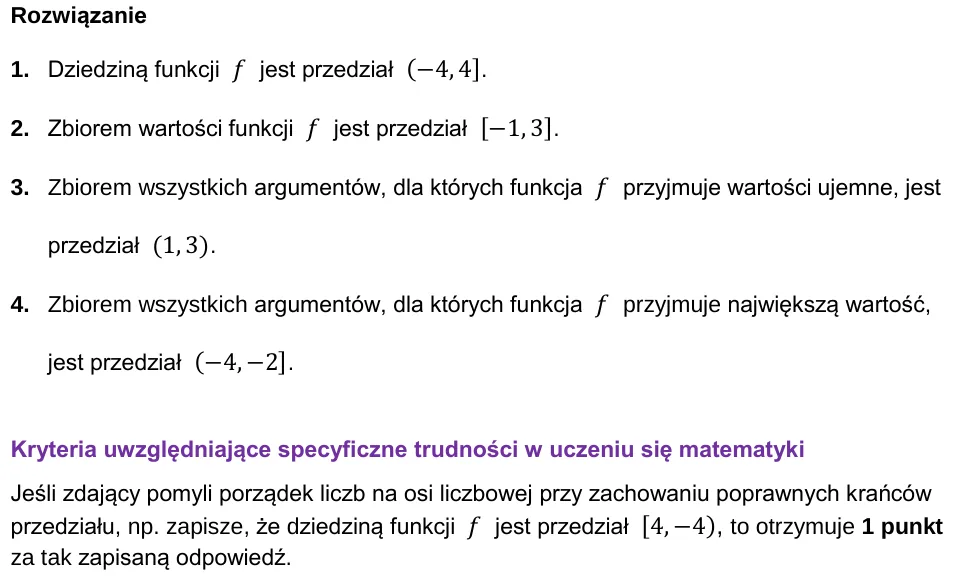 Rozwiązanie
1. Dziedziną funkcji f jest przedział (−4, 4].
2. Zbiorem wartości funkcji f jest przedział [−1, 3].
3. Zbiorem wszystkich argumentów, dla których funkcja f przyjmuje wartości ujemne, jest
przedział (1, 3).
4. Zbiorem wszystkich argumentów, dla których funkcja f przyjmuje największą wartość,
jest przedział (−4, −2].
Kryteria uwzględniające specyficzne trudności w uczeniu się matematyki
Jeśli zdający pomyli porządek liczb na osi liczbowej przy zachowaniu poprawnych krańców
przedziału, np. zapisze, że dziedziną funkcji f jest przedział [4, −4), to otrzymuje 1 punkt
za tak zapisaną odpowiedź.